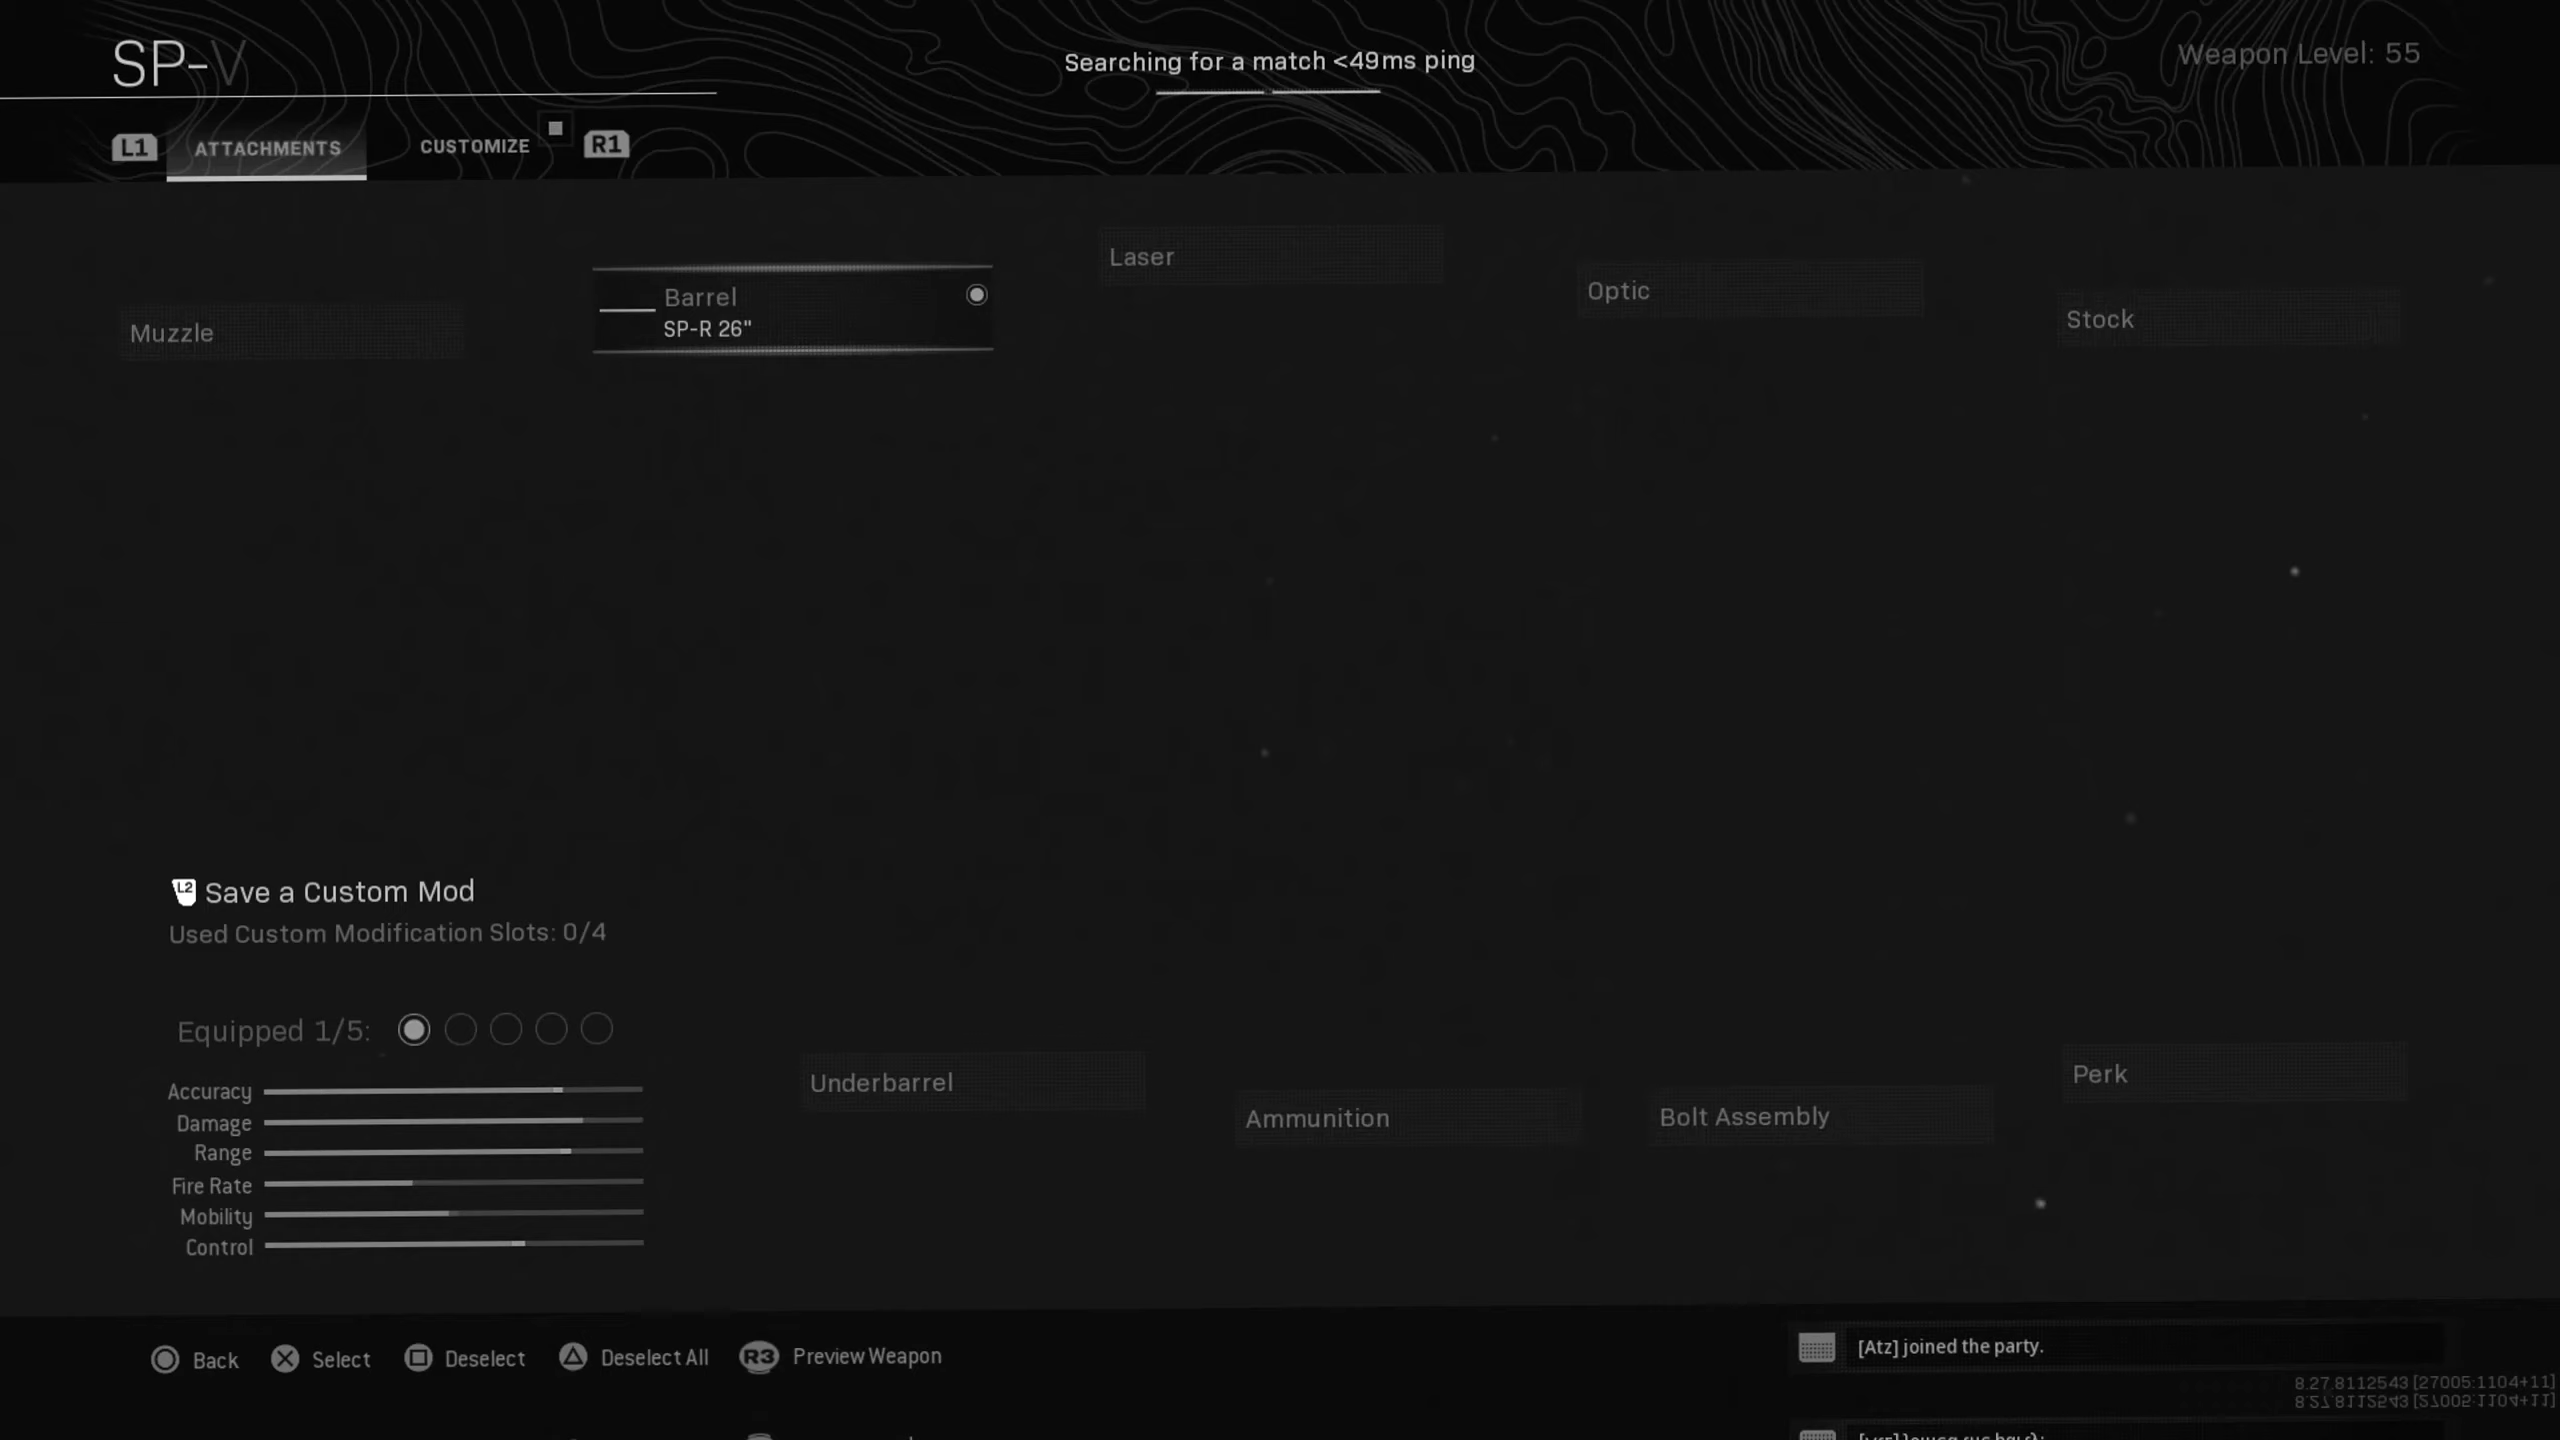 SP-V
Searching for a match <49ms ping
Weapon Level: 55
L1 ATTACHMENTS CUSTOMIZE R1
Laser
Optic
Barrel
SP-R 26"
Stock
Muzzle
L2 Save a Custom Mod
Used Custom Modification Slots: 0/4
Equipped 1/5:
Accuracy
Damage
Range
Fire Rate
Mobility
Control
Underbarrel
Ammunition
Bolt Assembly
Perk
Back Select Deselect Deselect All R3 Preview Weapon
[Atz] joined the party.
8.27.8112543 [27005:1104+11]